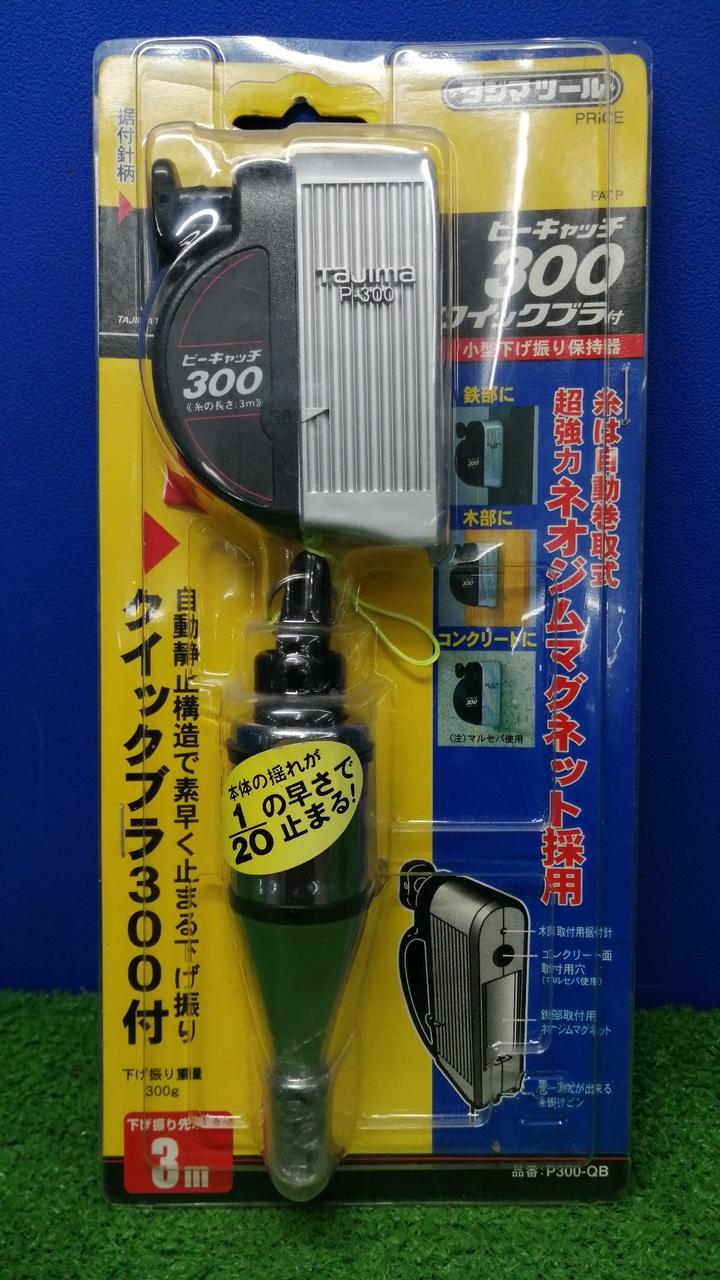 タジマツール
PRiCE
PAT.P
据付針柄
ピーキャッチ
300
クイックブラ付
小型下げ振り保持器
Tajima
P-300
ピーキャッチ
300
《糸の長さ:3m》
糸は自動巻取式
超強力ネオジムマグネット採用
鉄部に
300
木部に
300
コンクリートに
300
(注)マルセパ使用
自動静止構造で素早く止まる下げ振り
クイックブラ300付
本体の揺れが
1/20の早さで
止まる!
木部取付用据付針
コンクリート面
取付用穴
(マルセパ使用)
鉄部取付用
ネオジムマグネット
下げ振り重量
300g
3m
品番:P300-QB